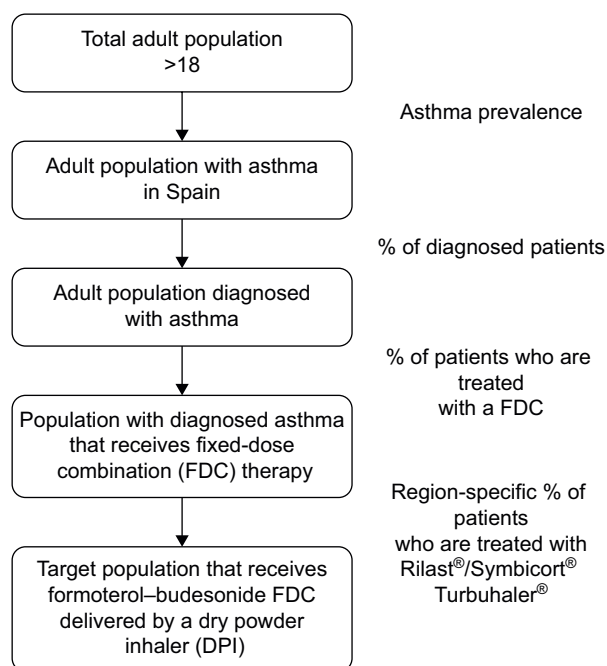 Total adult population
>18
Asthma prevalence
Adult population with asthma
in Spain
% of diagnosed patients
Adult population diagnosed
with asthma
% of patients who are
treated
with a FDC
Population with diagnosed asthma
that receives fixed-dose
combination (FDC) therapy
Region-specific % of
patients
who are treated with
Rilast®/Symbicort®
Turbuhaler®
Target population that receives
formoterol–budesonide FDC
delivered by a dry powder
inhaler (DPI)